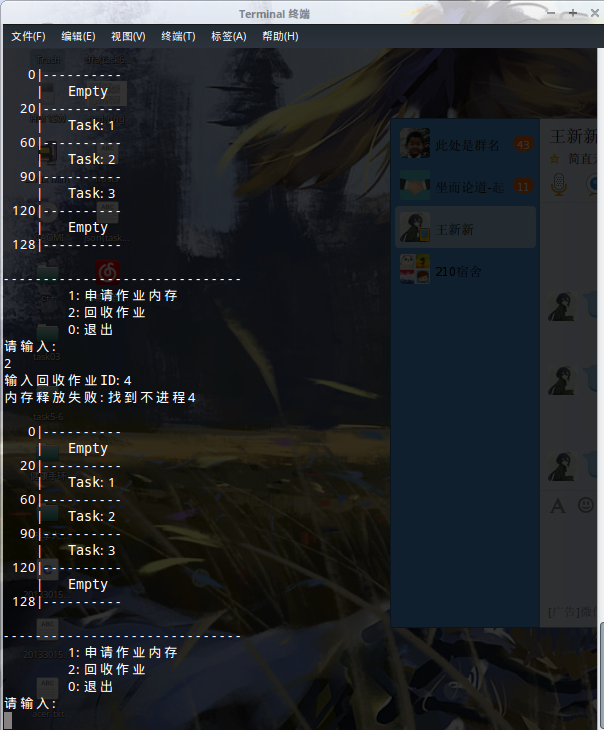 Terminal 终端
文件(F) 编辑(E) 视图(V) 终端(T) 标签(A) 帮助(H)
0|----------
| Empty
20|----------
| Task: 1
60|----------
| Task: 2
90|----------
| Task: 3
120|----------
| Empty
128|----------
------------------------------
1: 申请作业内存
2: 回收作业
0: 退出
请输入:
2
输入回收作业ID: 4
内存释放失败: 找到不进程4
0|----------
| Empty
20|----------
| Task: 1
60|----------
| Task: 2
90|----------
| Task: 3
120|----------
| Empty
128|----------
------------------------------
1: 申请作业内存
2: 回收作业
0: 退出
请输入:
此处是群名 43
坐而论道-起 11
王新新
210宿舍
王新新
task03
task5-6